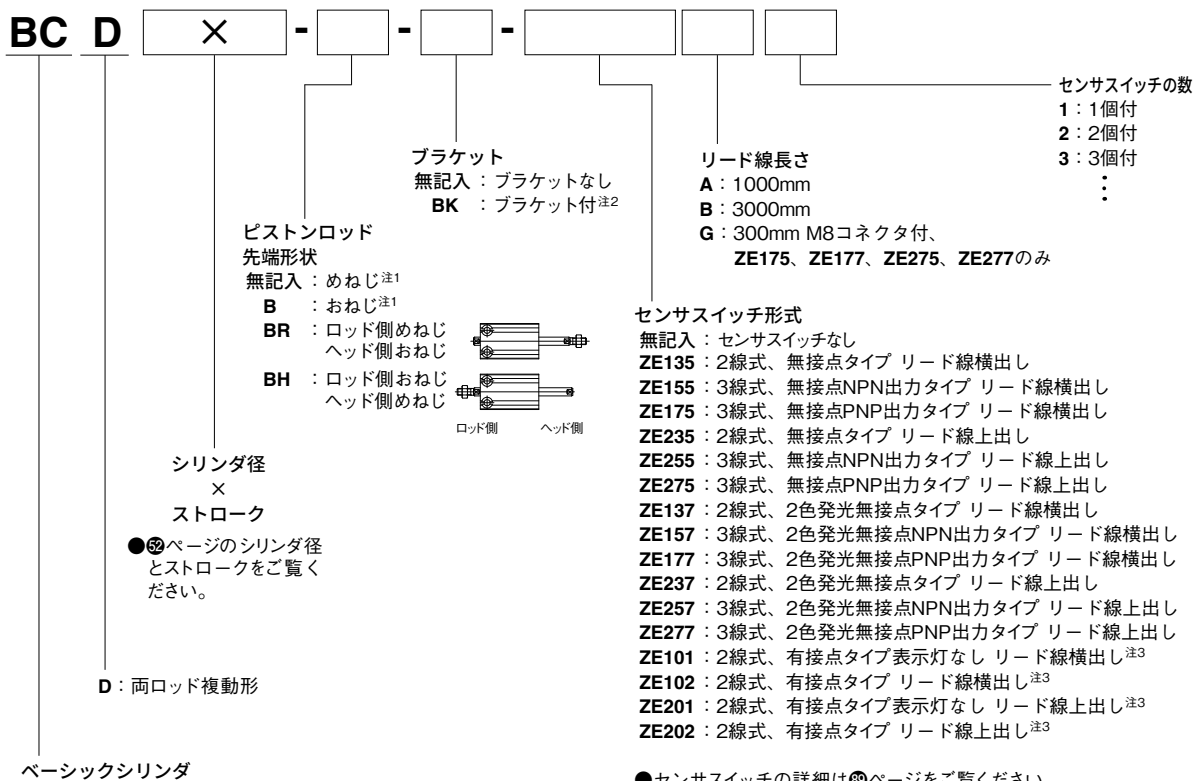 BC D × - - -
センサスイッチの数
1：1個付
2：2個付
3：3個付
⋮
リード線長さ
A：1000mm
B：3000mm
G：300mm M8コネクタ付、
ZE175、ZE177、ZE275、ZE277のみ
ブラケット
無記入：ブラケットなし
BK：ブラケット付注2
ピストンロッド
先端形状
無記入：めねじ注1
B：おねじ注1
BR：ロッド側めねじ
ヘッド側おねじ
BH：ロッド側おねじ
ヘッド側めねじ
ロッド側 ヘッド側
センサスイッチ形式
無記入：センサスイッチなし
ZE135：2線式、無接点タイプ リード線横出し
ZE155：3線式、無接点NPN出力タイプ リード線横出し
ZE175：3線式、無接点PNP出力タイプ リード線横出し
ZE235：2線式、無接点タイプ リード線上出し
ZE255：3線式、無接点NPN出力タイプ リード線上出し
ZE275：3線式、無接点PNP出力タイプ リード線上出し
ZE137：2線式、2色発光無接点タイプ リード線横出し
ZE157：3線式、2色発光無接点NPN出力タイプ リード線横出し
ZE177：3線式、2色発光無接点PNP出力タイプ リード線横出し
ZE237：2線式、2色発光無接点タイプ リード線上出し
ZE257：3線式、2色発光無接点NPN出力タイプ リード線上出し
ZE277：3線式、2色発光無接点PNP出力タイプ リード線上出し
ZE101：2線式、有接点タイプ表示灯なし リード線横出し注3
ZE102：2線式、有接点タイプ リード線横出し注3
ZE201：2線式、有接点タイプ表示灯なし リード線上出し注3
ZE202：2線式、有接点タイプ リード線上出し注3
●センサスイッチの詳細は89ページをご覧ください
シリンダ径
×
ストローク
●52ページのシリンダ径
とストロークをご覧く
ださい。
D：両ロッド複動形
ベーシックシリンダ